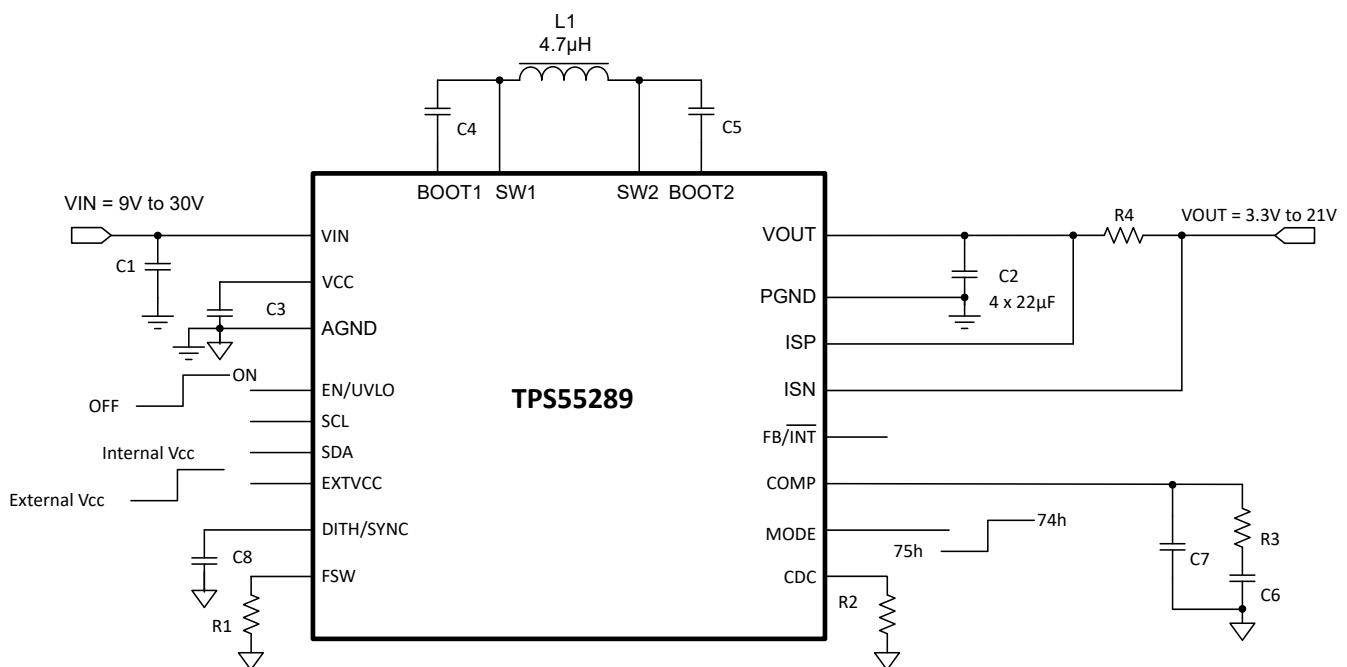 L1
4.7µH
C4
C5
BOOT1
SW1
SW2
BOOT2
VIN = 9V to 30V
VIN
C1
VCC
C3
AGND
ON
OFF
EN/UVLO
SCL
SDA
Internal Vcc
External Vcc
EXTVCC
DITH/SYNC
C8
FSW
R1
TPS55289
VOUT
R4
VOUT = 3.3V to 21V
C2
4 x 22µF
PGND
ISP
ISN
FB/INT
COMP
MODE
74h
75h
R3
C7
C6
CDC
R2